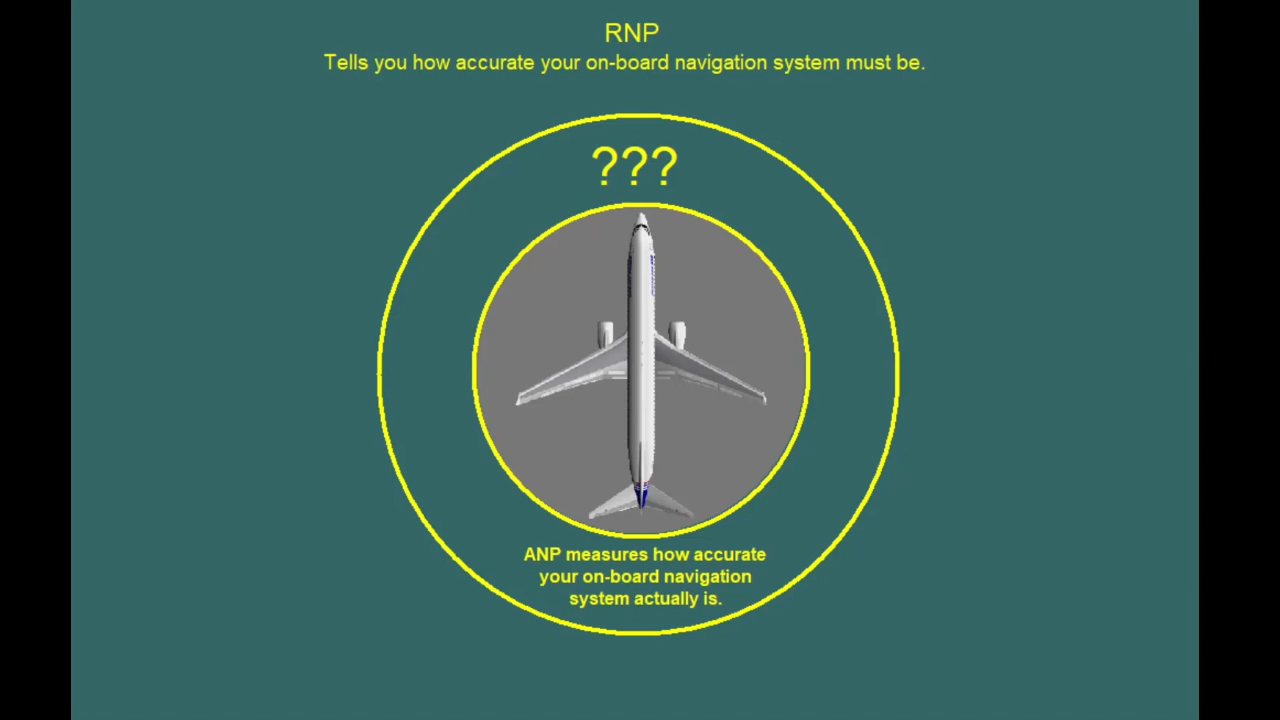 RNP
Tells you how accurate your on-board navigation system must be.
???
ANP measures how accurate
your on-board navigation
system actually is.